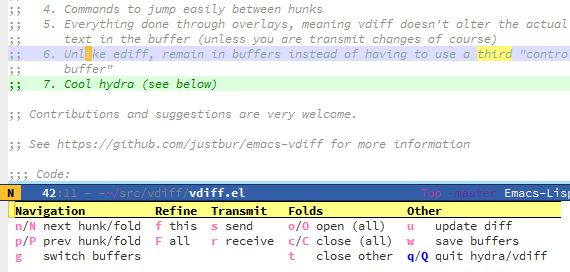 ;;   4. Commands to jump easily between hunks
;;   5. Everything done through overlays, meaning vdiff doesn't alter the actual
;;      text in the buffer (unless you are transmit changes of course)
;;   6. Unlike ediff, remain in buffers instead of having to use a third "contro
;;      buffer"
;;   7. Cool hydra (see below)
;; Contributions and suggestions are very welcome.
;; See https://github.com/justbur/emacs-vdiff for more information
;;; Code:
N  42:11 - ~/src/vdiff/vdiff.el  Top master Emacs-Lisp
Navigation Refine Transmit Folds Other
n/N next hunk/fold f this s send o/O open (all) u update diff
p/P prev hunk/fold F all r receive c/C close (all) w save buffers
g switch buffers t close other q/Q quit hydra/vdiff